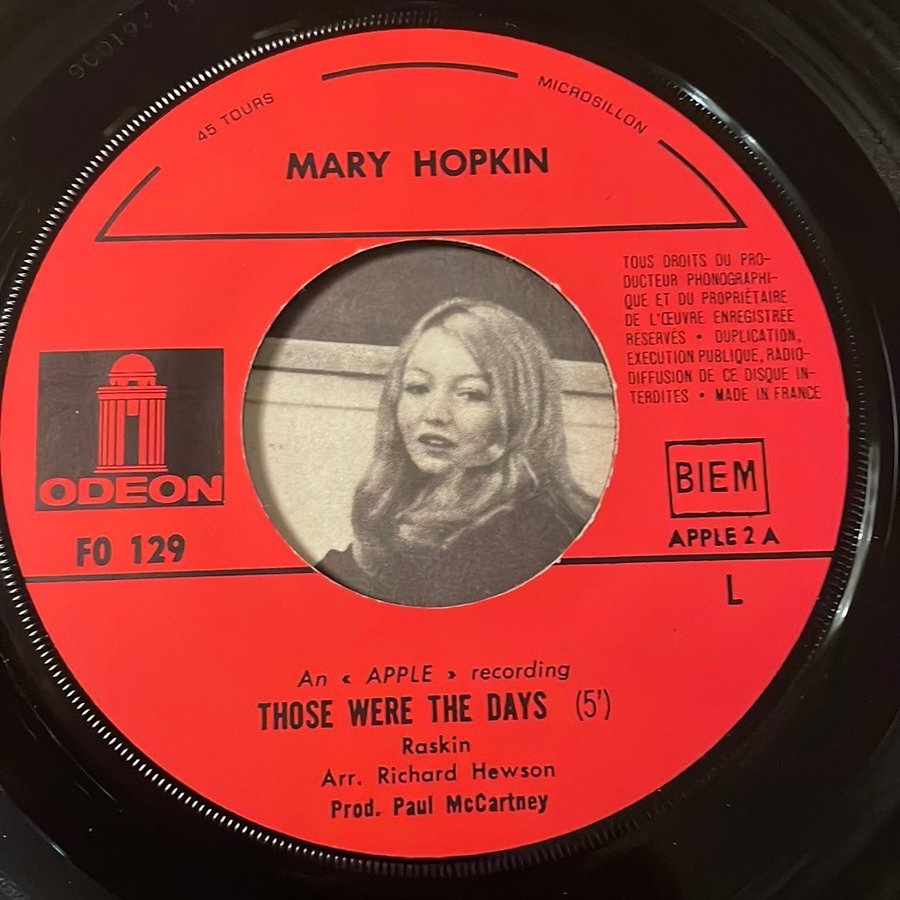 45 TOURS
MICROSILLON
MARY HOPKIN
TOUS DROITS DU PRO-
DUCTEUR PHONOGRAPHI-
QUE ET DU PROPRIÉTAIRE
DE L'ŒUVRE ENREGISTRÉE
RÉSERVÉS • DUPLICATION,
EXECUTION PUBLIQUE, RADIO-
DIFFUSION DE CE DISQUE IN-
TERDITES • MADE IN FRANCE
ODEON
FO 129
BIEM
APPLE 2 A
L
An « APPLE » recording
THOSE WERE THE DAYS (5')
Raskin
Arr. Richard Hewson
Prod. Paul McCartney